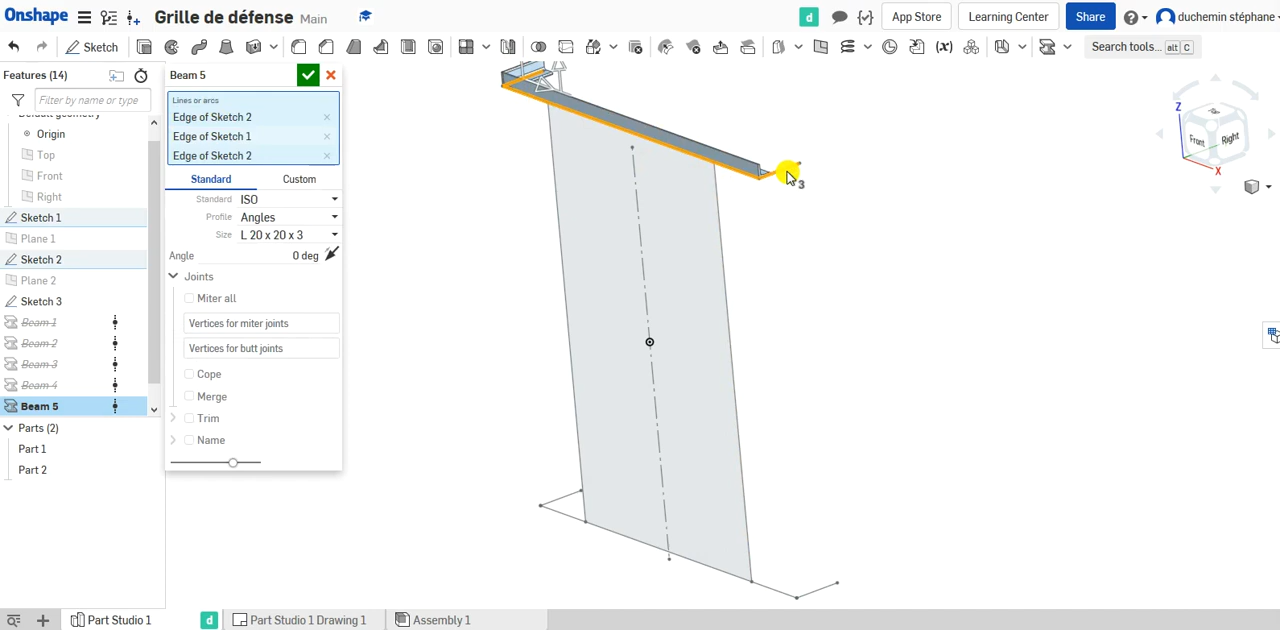 Onshape Grille de défense Main d App Store Learning Center Share duchemin stéphane
Sketch Search tools... alt C
Features (14)
Filter by name or type
Default geometry
Origin
Top
Front
Right
Sketch 1
Plane 1
Sketch 2
Plane 2
Sketch 3
Beam 1
Beam 2
Beam 3
Beam 4
Beam 5
Parts (2)
Part 1
Part 2
Beam 5
Lines or arcs
Edge of Sketch 2
Edge of Sketch 1
Edge of Sketch 2
Standard Custom
Standard ISO
Profile Angles
Size L 20 x 20 x 3
Angle 0 deg
Joints
Miter all
Vertices for miter joints
Vertices for butt joints
Cope
Merge
Trim
Name
3
Z
Front Right
X
Part Studio 1 d Part Studio 1 Drawing 1 Assembly 1